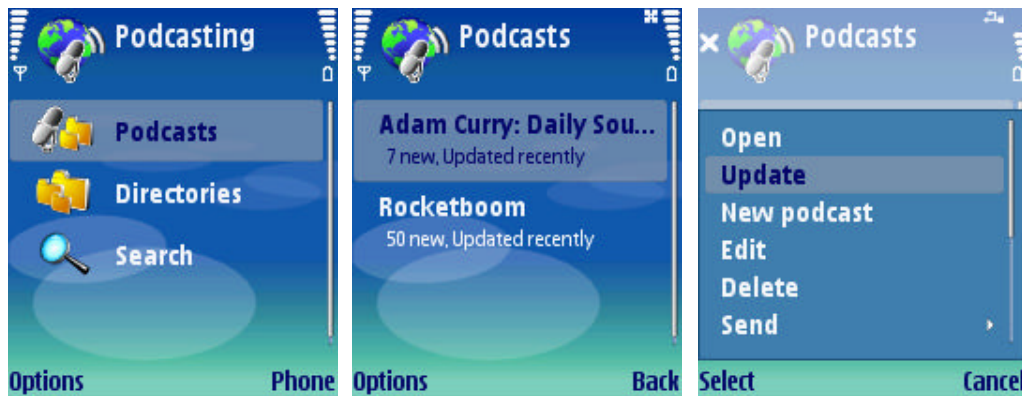 Podcasting
Podcasts
Directories
Search
Options Phone
Podcasts
Adam Curry: Daily Sou...
7 new, Updated recently
Rocketboom
50 new, Updated recently
Options Back
Podcasts
Open
Update
New podcast
Edit
Delete
Send
Select Cancel